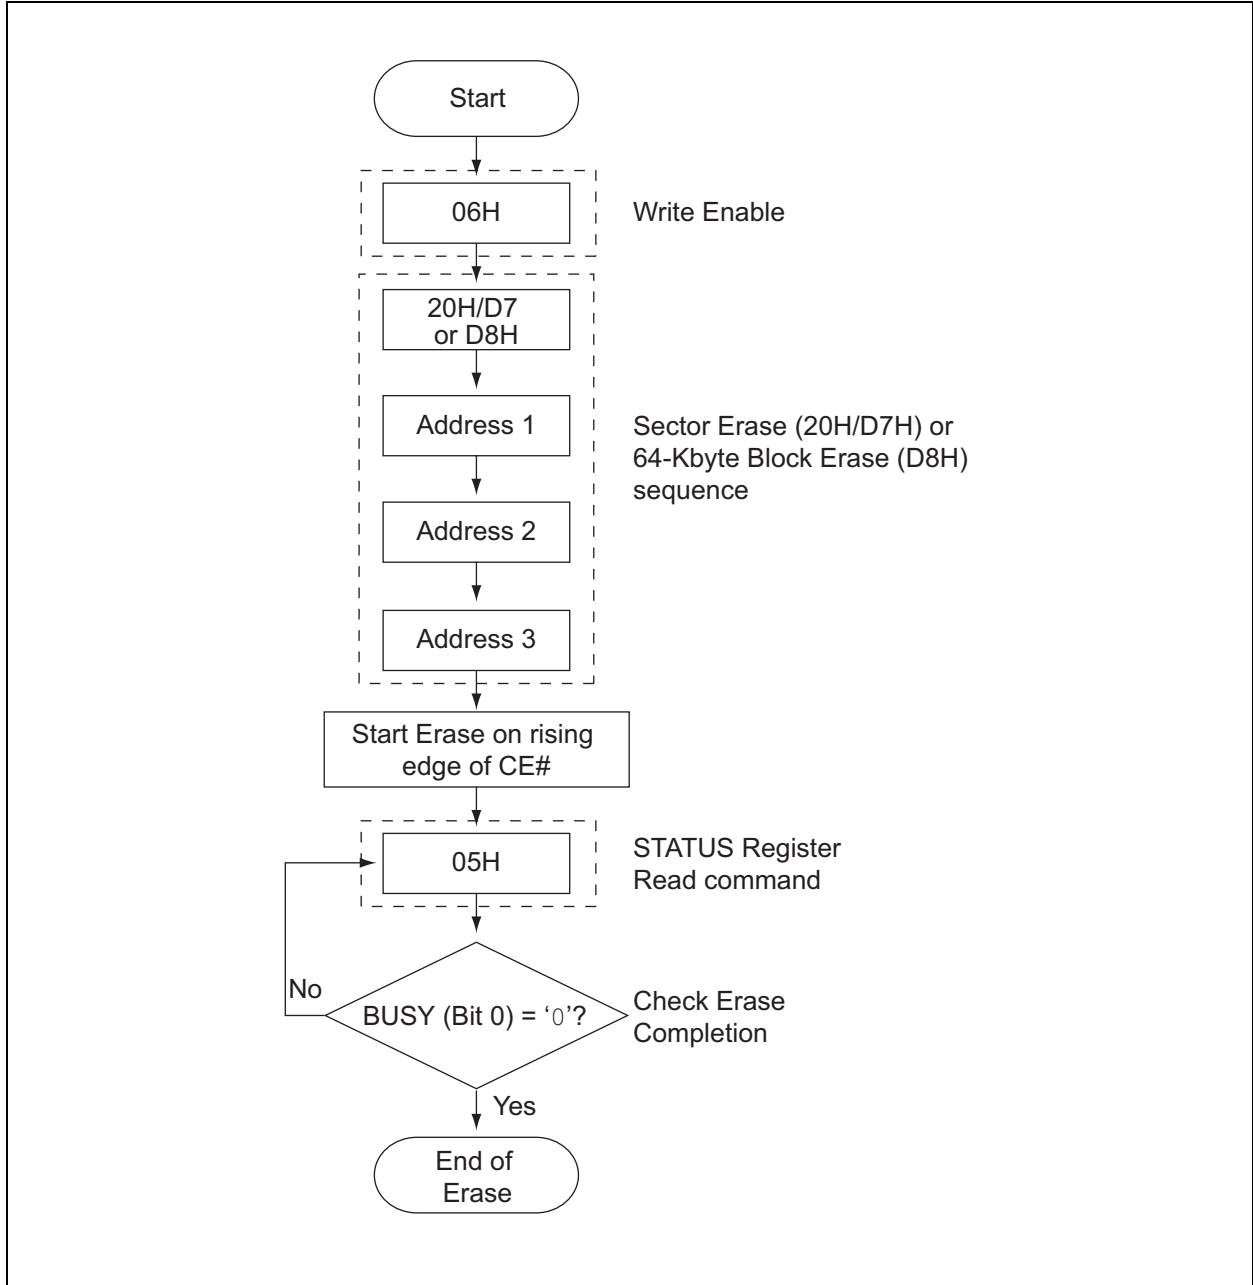 Start
06H
Write Enable
20H/D7
or D8H
Address 1
Sector Erase (20H/D7H) or
64-Kbyte Block Erase (D8H)
sequence
Address 2
Address 3
Start Erase on rising
edge of CE#
05H
STATUS Register
Read command
No
BUSY (Bit 0) = ‘0’?
Check Erase
Completion
Yes
End of
Erase